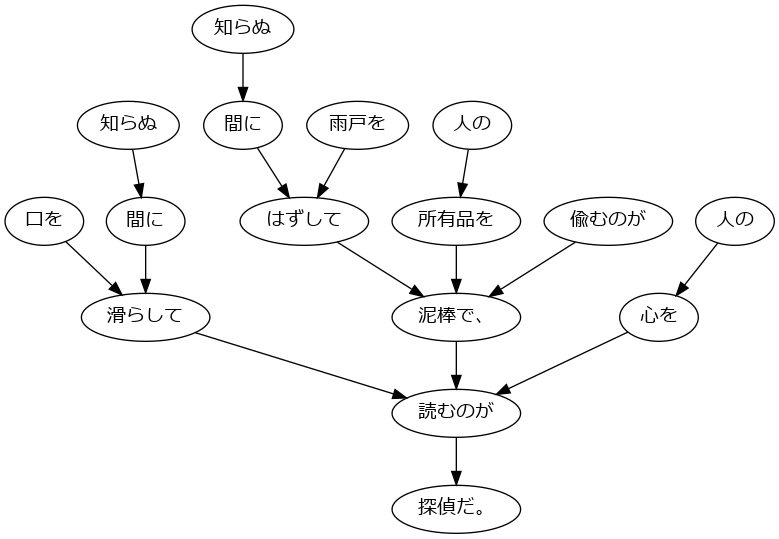 知らぬ
知らぬ
間に
雨戸を
人の
口を
間に
はずして
所有品を
偸むのが
人の
滑らして
泥棒で、
心を
読むのが
探偵だ。